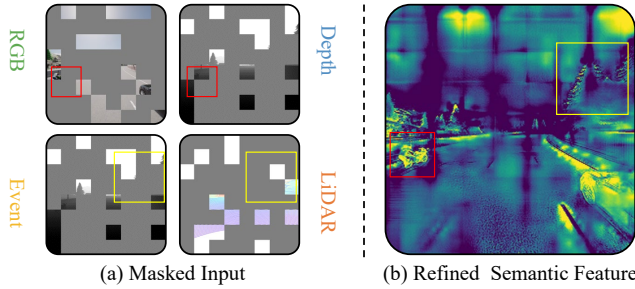 RGB
Depth
Event
LiDAR
(a) Masked Input
(b) Refined Semantic Feature